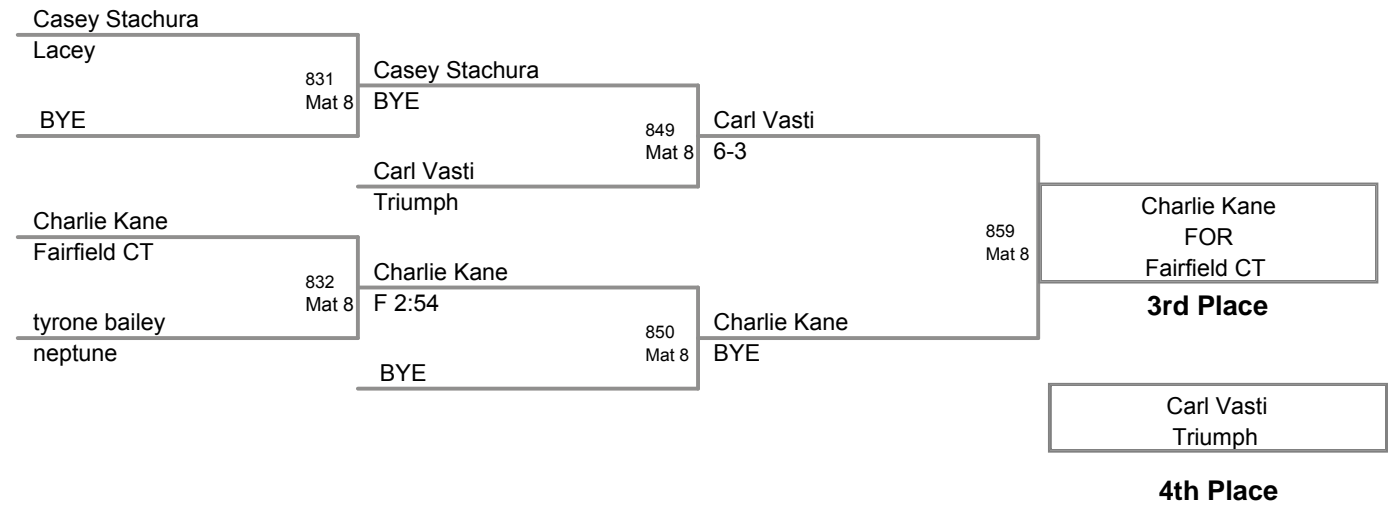 Casey Stachura
Lacey
831
Mat 8
BYE
Casey Stachura
BYE
849
Mat 8
Carl Vasti
Triumph
Carl Vasti
6-3
Charlie Kane
Fairfield CT
832
Mat 8
tyrone bailey
neptune
Charlie Kane
F 2:54
850
Mat 8
BYE
Charlie Kane
BYE
859
Mat 8
Charlie Kane
FOR
Fairfield CT
3rd Place
Carl Vasti
Triumph
4th Place